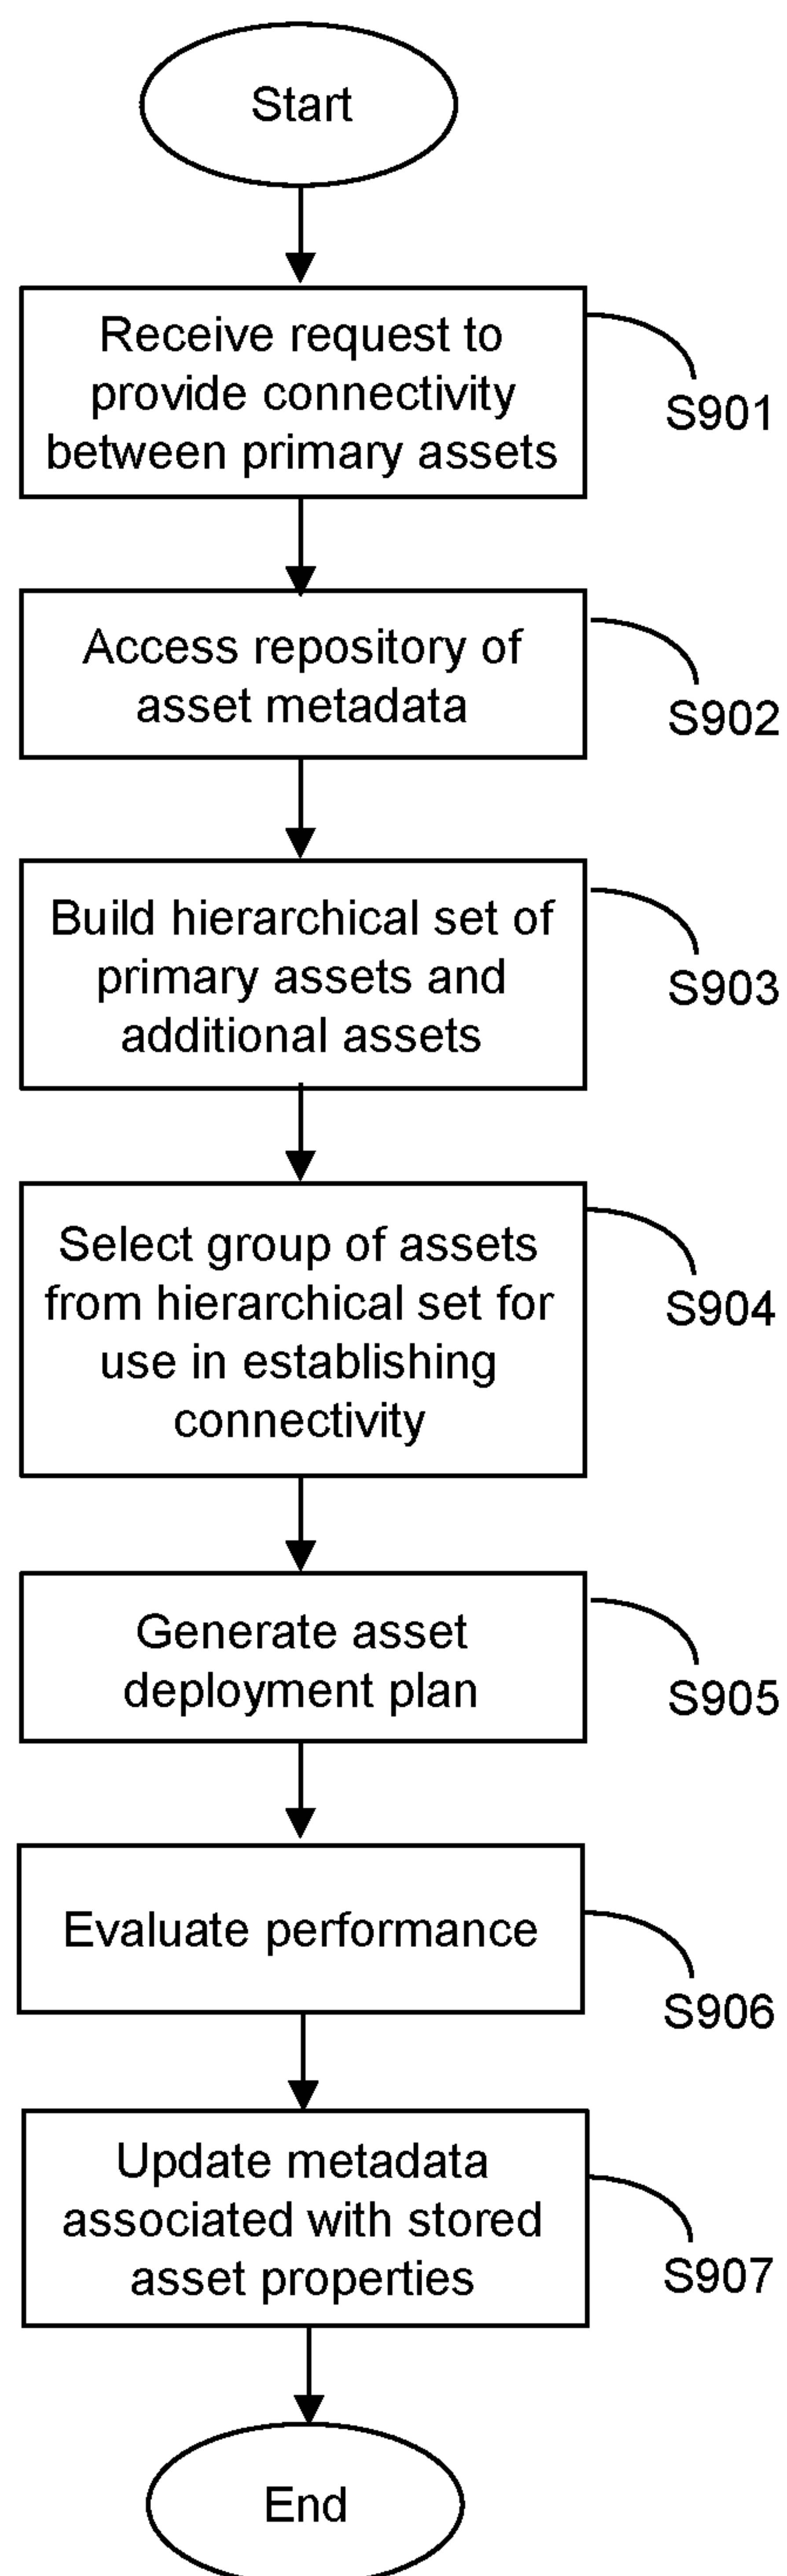 Start
Receive request to
provide connectivity
between primary assets
S901
Access repository of
asset metadata
S902
Build hierarchical set of
primary assets and
additional assets
S903
Select group of assets
from hierarchical set for
use in establishing
connectivity
S904
Generate asset
deployment plan
S905
Evaluate performance
S906
Update metadata
associated with stored
asset properties
S907
End